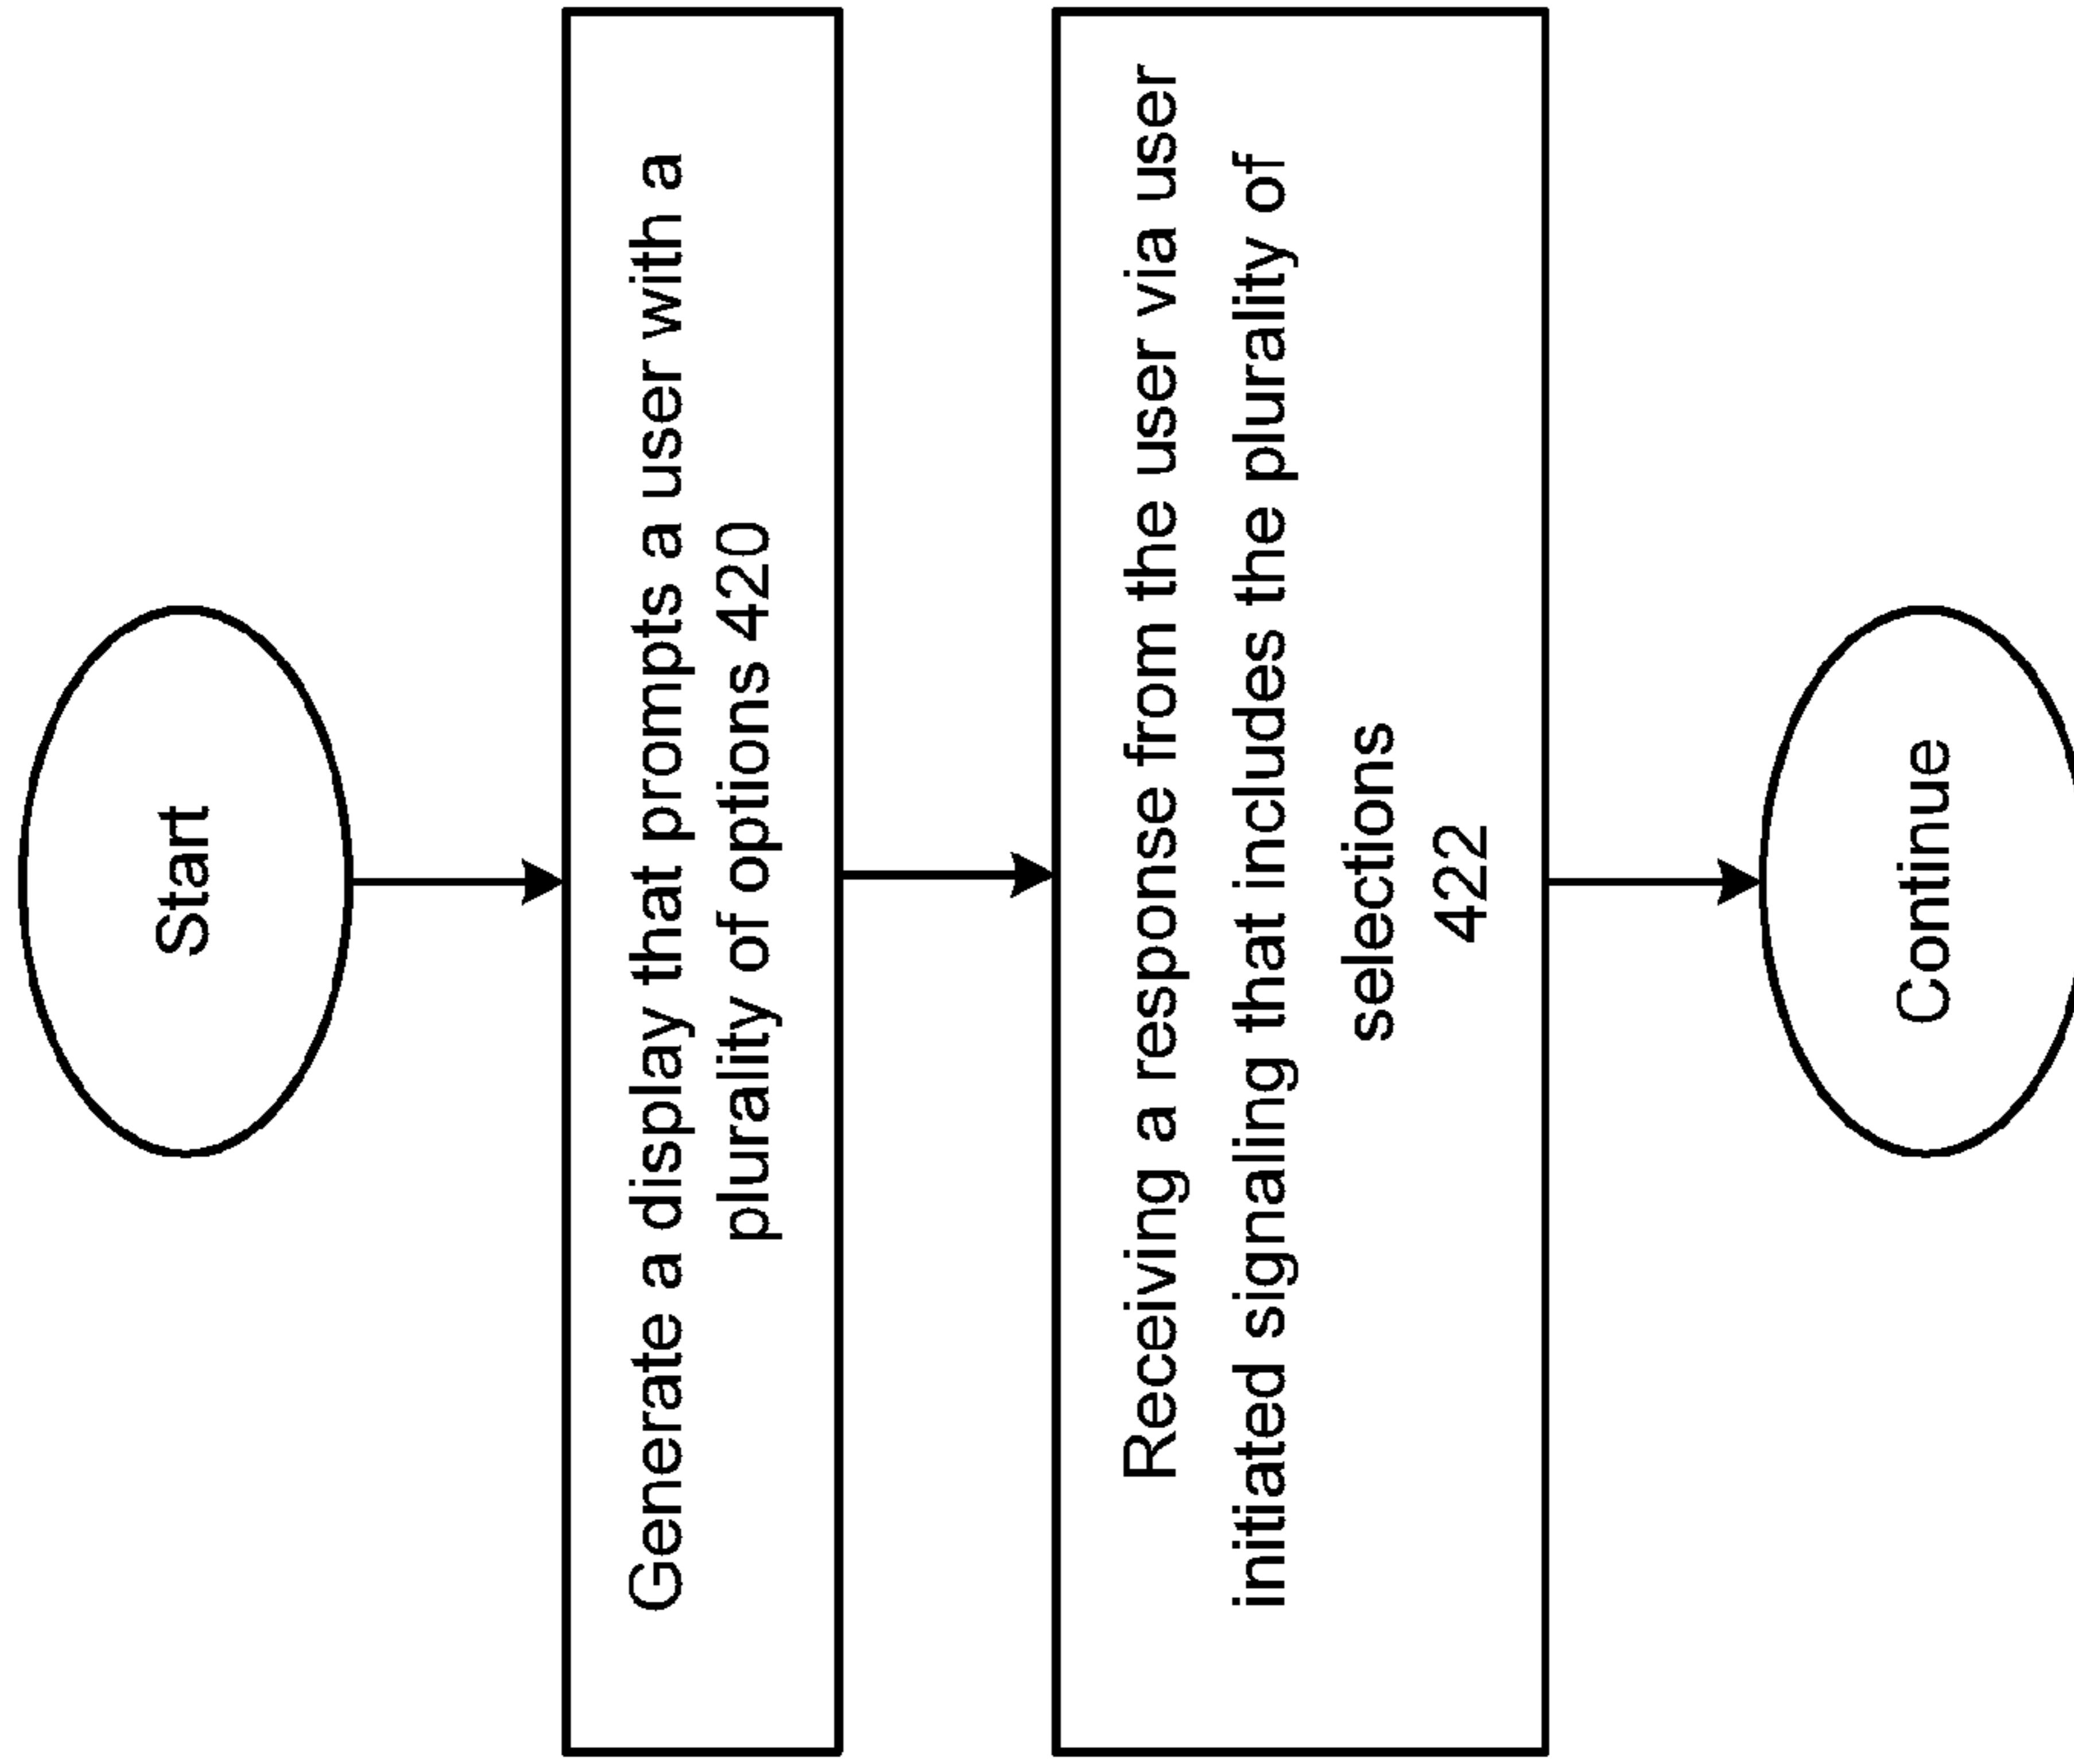 Start
Generate a display that prompts a user with a
plurality of options 420
Receiving a response from the user via user
initiated signaling that includes the plurality of
selections
422
Continue